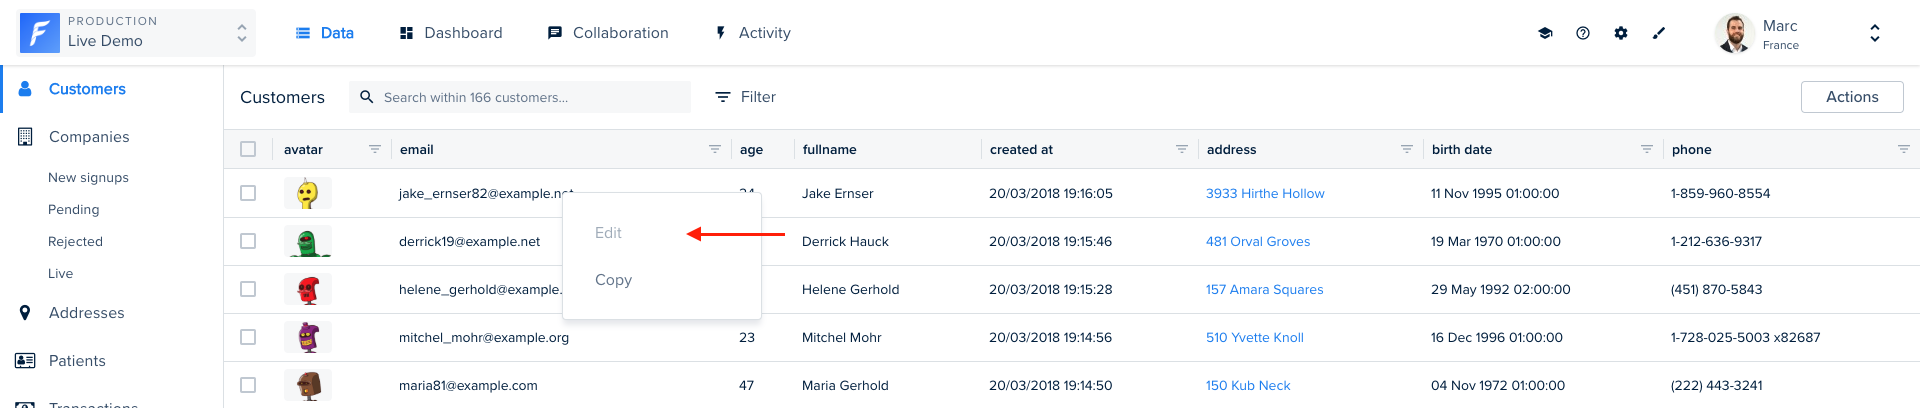 PRODUCTION
Live Demo
Data
Dashboard
Collaboration
Activity
Marc
France
Customers
Companies
New signups
Pending
Rejected
Live
Addresses
Patients
Transactions
Customers
Search within 166 customers...
Filter
Actions
avatar email age fullname created at address birth date phone
jake_ernser82@example.net Jake Ernser 20/03/2018 19:16:05 3933 Hirthe Hollow 11 Nov 1995 01:00:00 1-859-960-8554
derrick19@example.net Derrick Hauck 20/03/2018 19:15:46 481 Orval Groves 19 Mar 1970 01:00:00 1-212-636-9317
helene_gerhold@example. Helene Gerhold 20/03/2018 19:15:28 157 Amara Squares 29 May 1992 02:00:00 (451) 870-5843
mitchel_mohr@example.org 23 Mitchel Mohr 20/03/2018 19:14:56 510 Yvette Knoll 16 Dec 1996 01:00:00 1-728-025-5003 x82687
maria81@example.com 47 Maria Gerhold 20/03/2018 19:14:50 150 Kub Neck 04 Nov 1972 01:00:00 (222) 443-3241
Edit
Copy